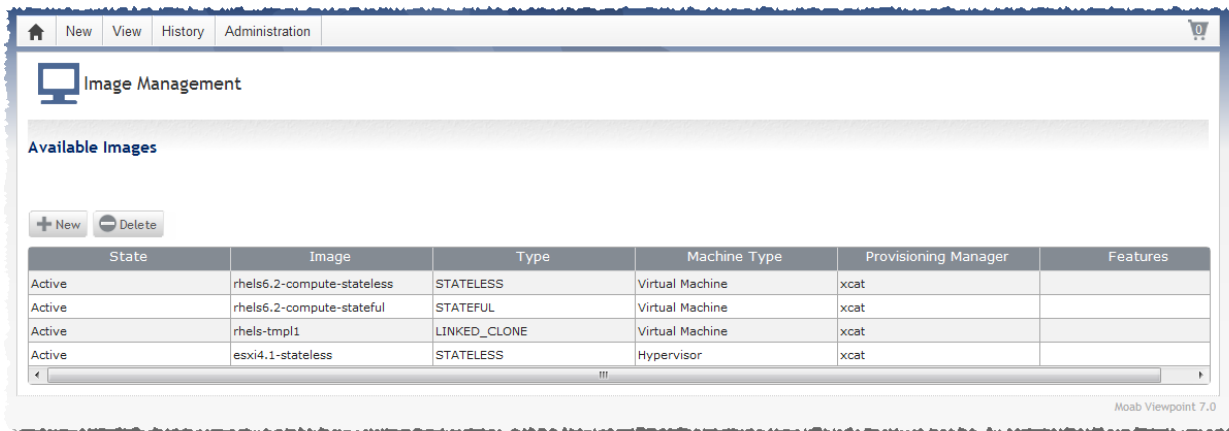 New View History Administration 0
Image Management
Available Images
New Delete
State Image Type Machine Type Provisioning Manager Features
Active rhels6.2-compute-stateless STATELESS Virtual Machine xcat
Active rhels6.2-compute-stateful STATEFUL Virtual Machine xcat
Active rhels-tmpl1 LINKED_CLONE Virtual Machine xcat
Active esxi4.1-stateless STATELESS Hypervisor xcat
Moab Viewpoint 7.0